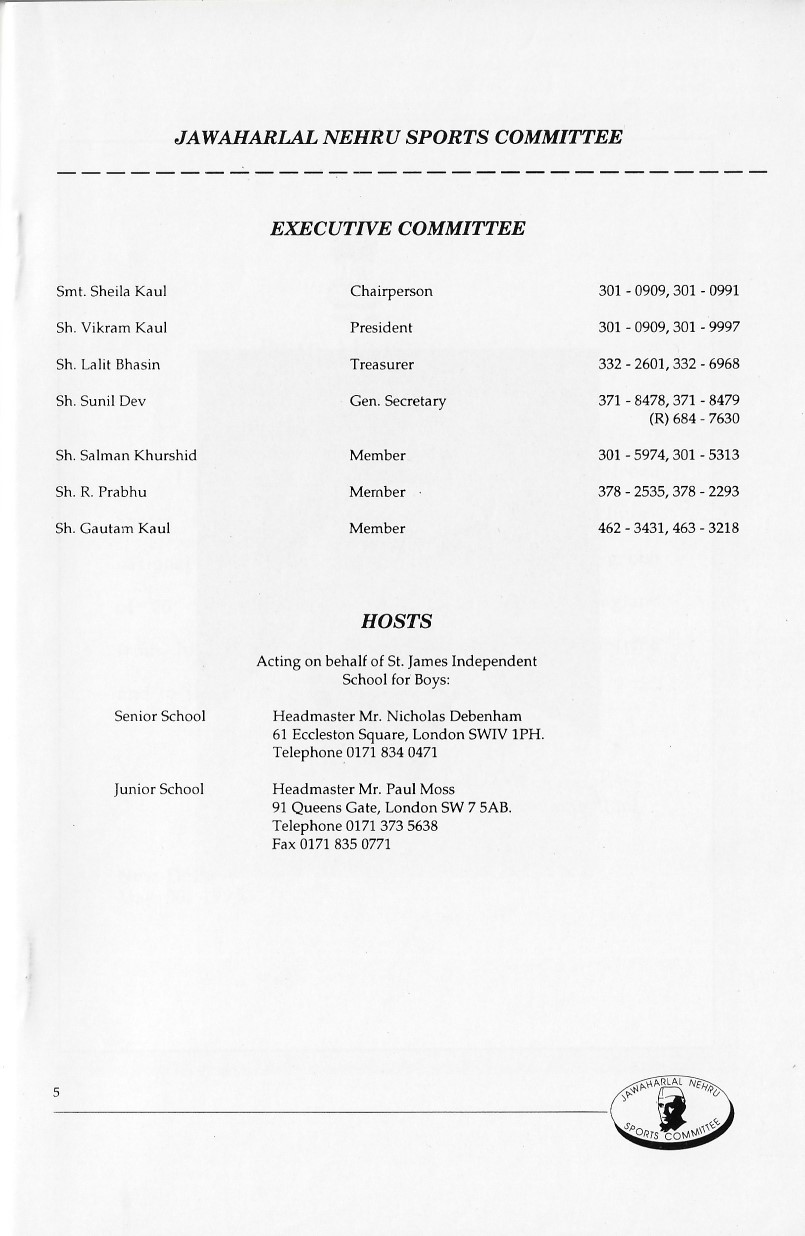 JAWAHARLAL NEHRU SPORTS COMMITTEE
EXECUTIVE COMMITTEE
Smt. Sheila Kaul Chairperson 301 - 0909, 301 - 0991
Sh. Vikram Kaul President 301 - 0909, 301 - 9997
Sh. Lalit Bhasin Treasurer 332 - 2601, 332 - 6968
Sh. Sunil Dev Gen. Secretary 371 - 8478, 371 - 8479
(R) 684 - 7630
Sh. Salman Khurshid Member 301 - 5974, 301 - 5313
Sh. R. Prabhu Member 378 - 2535, 378 - 2293
Sh. Gautam Kaul Member 462 - 3431, 463 - 3218
HOSTS
Acting on behalf of St. James Independent
School for Boys:
Senior School Headmaster Mr. Nicholas Debenham
61 Eccleston Square, London SWIV 1PH.
Telephone 0171 834 0471
Junior School Headmaster Mr. Paul Moss
91 Queens Gate, London SW 7 5AB.
Telephone 0171 373 5638
Fax 0171 835 0771
5
JAWAHARLAL NEHRU
SPORTS COMMITTEE